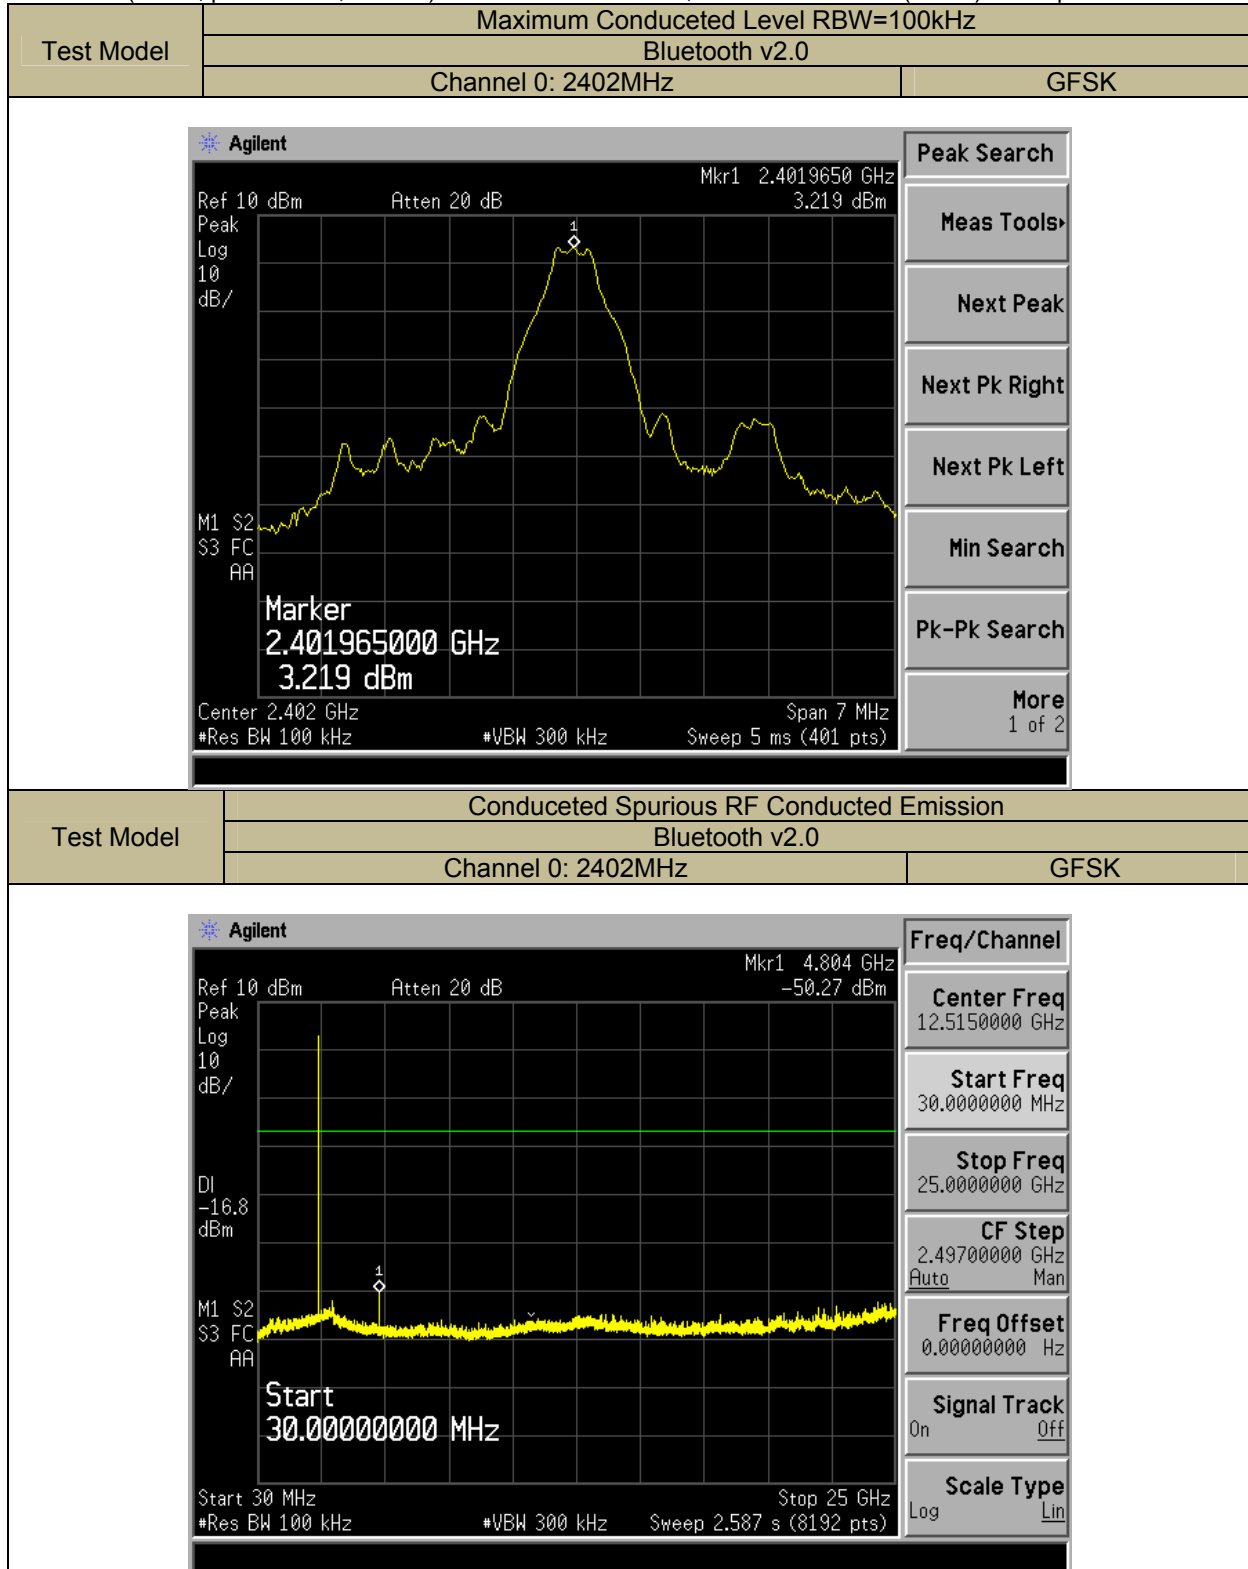 Maximum Conduceted Level RBW=100kHz
Test Model
Bluetooth v2.0
Channel 0: 2402MHz
GFSK
Agilent
Peak Search
Mkr1 2.4019650 GHz
Ref 10 dBm
Atten 20 dB
3.219 dBm
Peak
Log
10
dB/
1
Meas Tools
Next Peak
Next Pk Right
Next Pk Left
M1 S2
S3 FC
AA
Min Search
Marker
2.401965000 GHz
3.219 dBm
Pk-Pk Search
Center 2.402 GHz
Span 7 MHz
#Res BW 100 kHz
#VBW 300 kHz
Sweep 5 ms (401 pts)
More
1 of 2
Conduceted Spurious RF Conducted Emission
Test Model
Bluetooth v2.0
Channel 0: 2402MHz
GFSK
Agilent
Freq/Channel
Mkr1 4.804 GHz
Ref 10 dBm
Atten 20 dB
-50.27 dBm
Peak
Log
10
dB/
Center Freq
12.5150000 GHz
Start Freq
30.0000000 MHz
Stop Freq
25.0000000 GHz
DI
-16.8
dBm
CF Step
2.49700000 GHz
Auto Man
1
M1 S2
S3 FC
AA
Freq Offset
0.00000000 Hz
Start
30.00000000 MHz
Signal Track
On Off
Start 30 MHz
Stop 25 GHz
#Res BW 100 kHz
#VBW 300 kHz
Sweep 2.587 s (8192 pts)
Scale Type
Log Lin